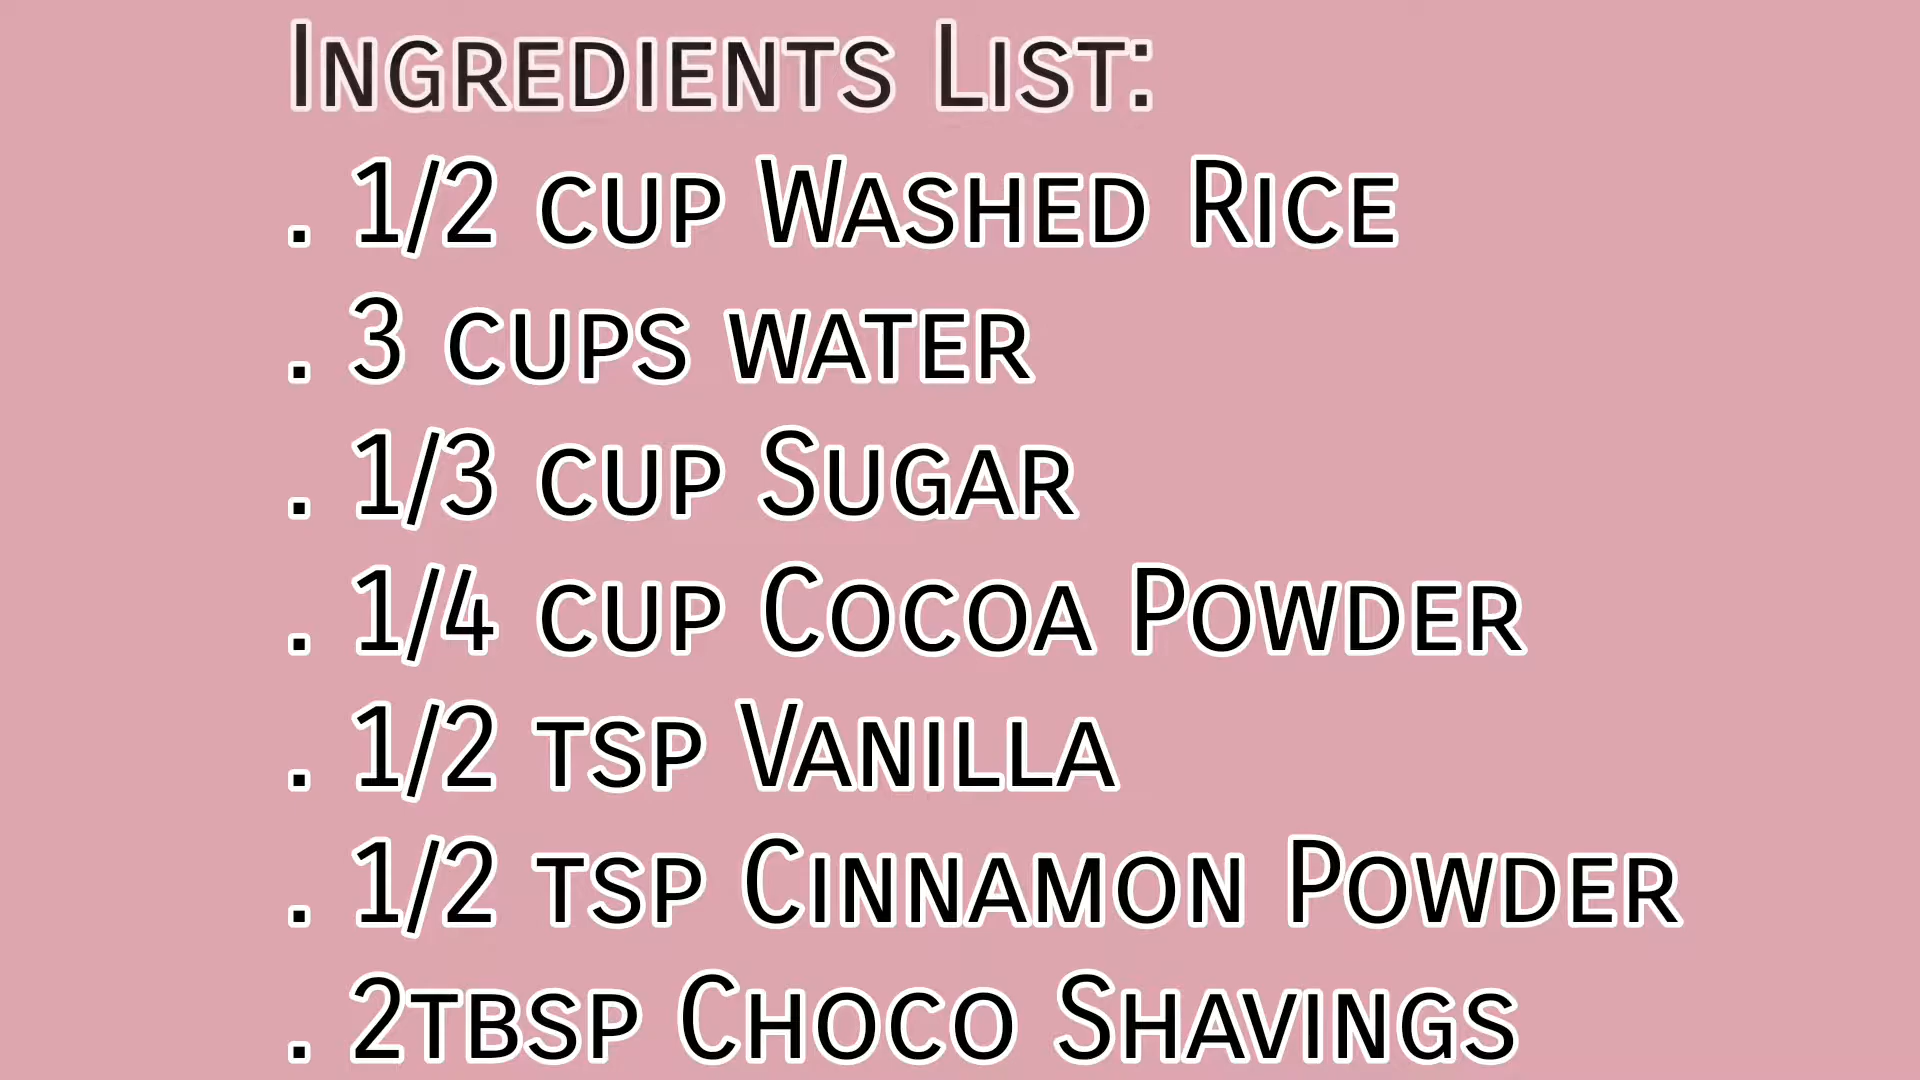 Ingredients List:
. 1/2 cup Washed Rice
. 3 cups water
. 1/3 cup Sugar
. 1/4 cup Cocoa Powder
. 1/2 tsp Vanilla
. 1/2 tsp Cinnamon Powder
. 2tbsp Choco Shavings